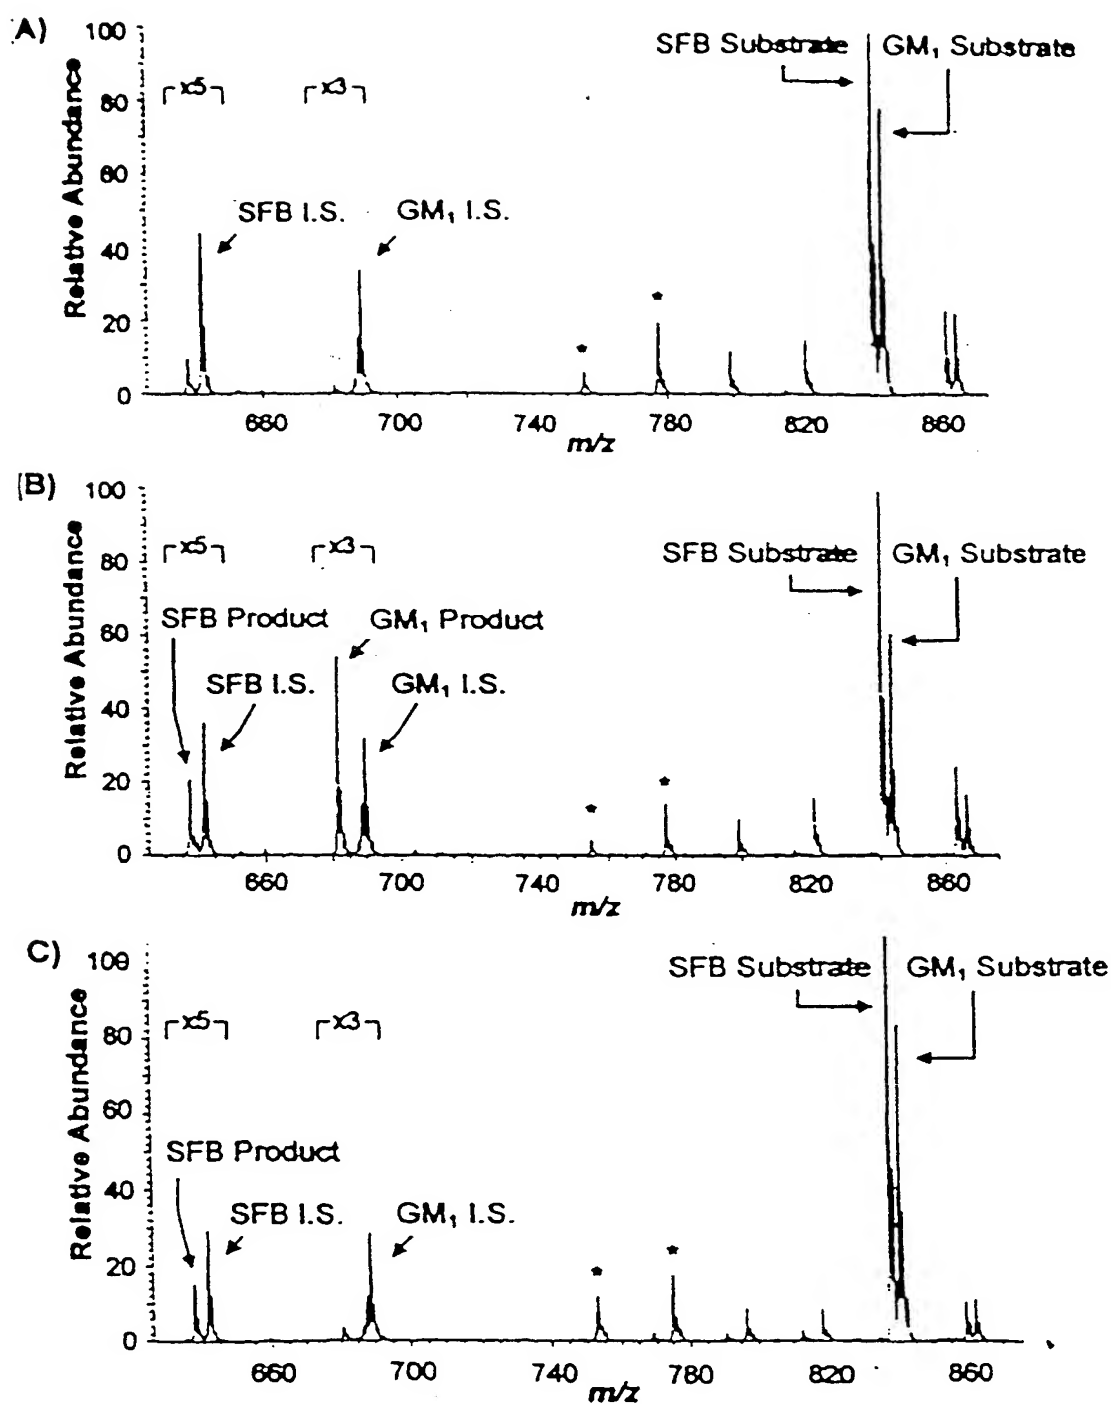 A)
Relative Abundance
100
80
60
40
20
0
x5
x3
SFB Substrate
GM₁ Substrate
SFB I.S.
GM₁ I.S.
*
*
660
700
740
780
820
860
m/z
(B)
Relative Abundance
100
80
60
40
20
0
x5
x3
SFB Substrate
GM₁ Substrate
SFB Product
GM₁ Product
SFB I.S.
GM₁ I.S.
*
*
660
700
740
780
820
860
m/z
C)
Relative Abundance
100
80
60
40
20
0
x5
x3
SFB Substrate
GM₁ Substrate
SFB Product
SFB I.S.
GM₁ I.S.
*
*
660
700
740
780
820
860
m/z